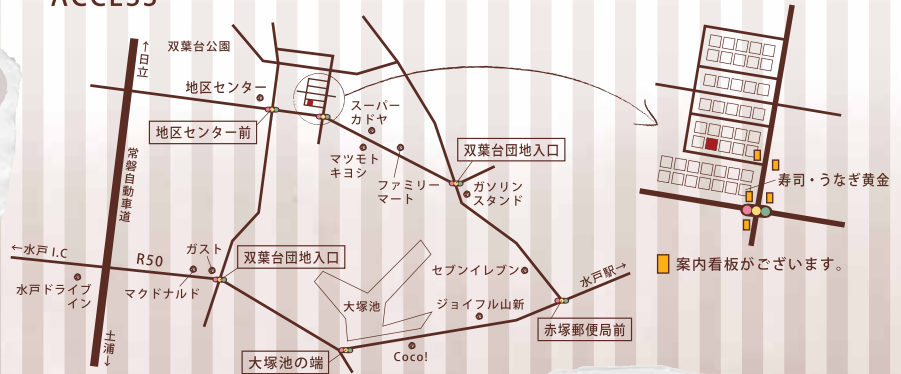 ACCESS
↑日立
双葉台公園
地区センター
地区センター前
スーパー
カドヤ
マツモト
キヨシ
ファミリー
マート
双葉台団地入口
ガソリン
スタンド
常磐自動車道
←水戸 I.C
R50
ガスト
双葉台団地入口
水戸ドライブ
イン
マクドナルド
大塚池
セブンイレブン
水戸駅→
ジョイフル山新
赤塚郵便局前
土浦↓
大塚池の端
Coco!
寿司・うなぎ黄金
案内看板がございます。